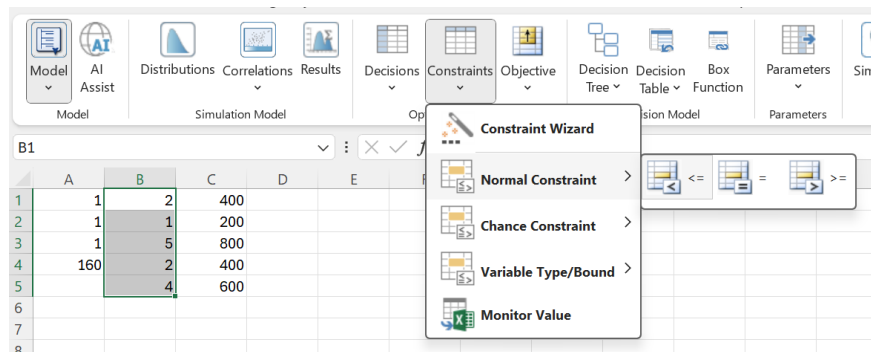 Model AI Assist Distributions Correlations Results Decisions Constraints Objective Decision Tree Decision Table Box Function Parameters
Model Simulation Model Parameters
B1
A B C D E
1 1 2 400
2 1 1 200
3 1 5 800
4 160 2 400
5 4 600
6
7
8
Constraint Wizard
Normal Constraint
<= = >=
Chance Constraint
Variable Type/Bound
Monitor Value